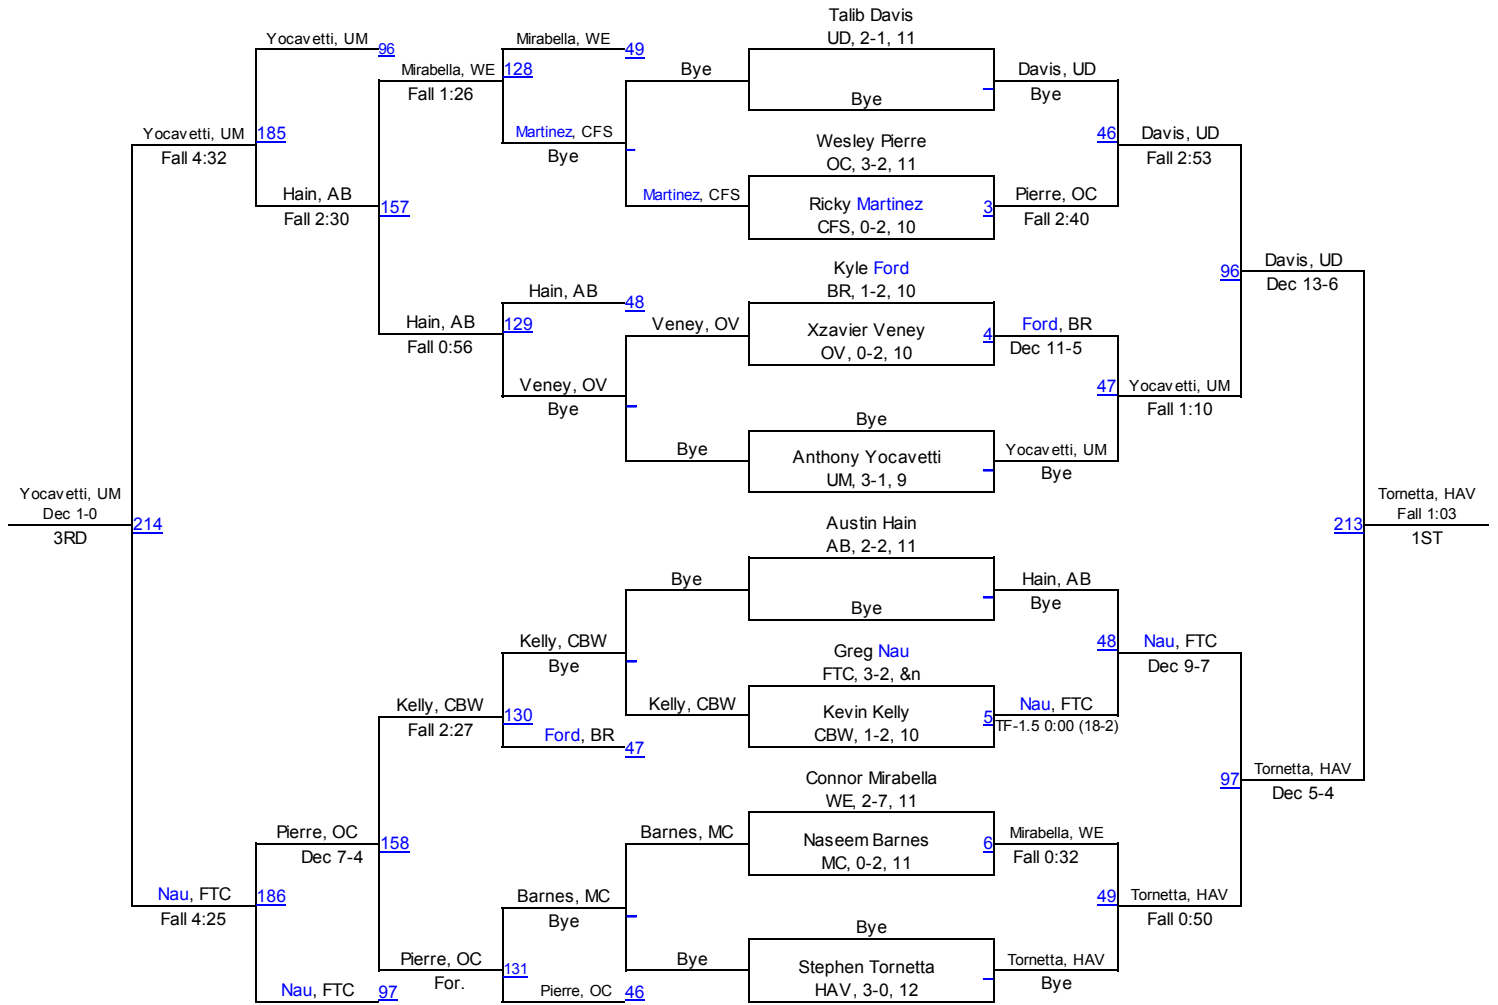 Talib Davis
UD, 2-1, 11
Yocavetti, UM
96
Mirabella, WE
49
Mirabella, WE
128
Fall 1:26
Bye
Bye
Davis, UD
Bye
Yocavetti, UM
185
Fall 4:32
Martinez, CFS
Bye
Wesley Pierre
OC, 3-2, 11
46
Davis, UD
Fall 2:53
Hain, AB
Fall 2:30
157
Martinez, CFS
Ricky Martinez
CFS, 0-2, 10
3
Pierre, OC
Fall 2:40
Kyle Ford
BR, 1-2, 10
96
Davis, UD
Dec 13-6
Hain, AB
48
Hain, AB
129
Fall 0:56
Veney, OV
Xzavier Veney
OV, 0-2, 10
4
Ford, BR
Dec 11-5
Veney, OV
Bye
47
Yocavetti, UM
Fall 1:10
Bye
Bye
Anthony Yocavetti
UM, 3-1, 9
Yocavetti, UM
Bye
Yocavetti, UM
Dec 1-0
3RD
214
Austin Hain
AB, 2-2, 11
213
Tornetta, HAV
Fall 1:03
1ST
Bye
Bye
Hain, AB
Bye
Kelly, CBW
Bye
Greg Nau
FTC, 3-2, &n
48
Nau, FTC
Dec 9-7
Kelly, CBW
Fall 2:27
130
Kelly, CBW
Kevin Kelly
CBW, 1-2, 10
5
Nau, FTC
TF-1.5 0:00 (18-2)
Ford, BR
47
Connor Mirabella
WE, 2-7, 11
97
Tornetta, HAV
Dec 5-4
Pierre, OC
Dec 7-4
158
Barnes, MC
Naseem Barnes
MC, 0-2, 11
6
Mirabella, WE
Fall 0:32
Nau, FTC
Fall 4:25
186
Barnes, MC
Bye
49
Tornetta, HAV
Fall 0:50
Bye
Pierre, OC
For.
131
Bye
Stephen Tornetta
HAV, 3-0, 12
Tornetta, HAV
Bye
Nau, FTC
97
Pierre, OC
46